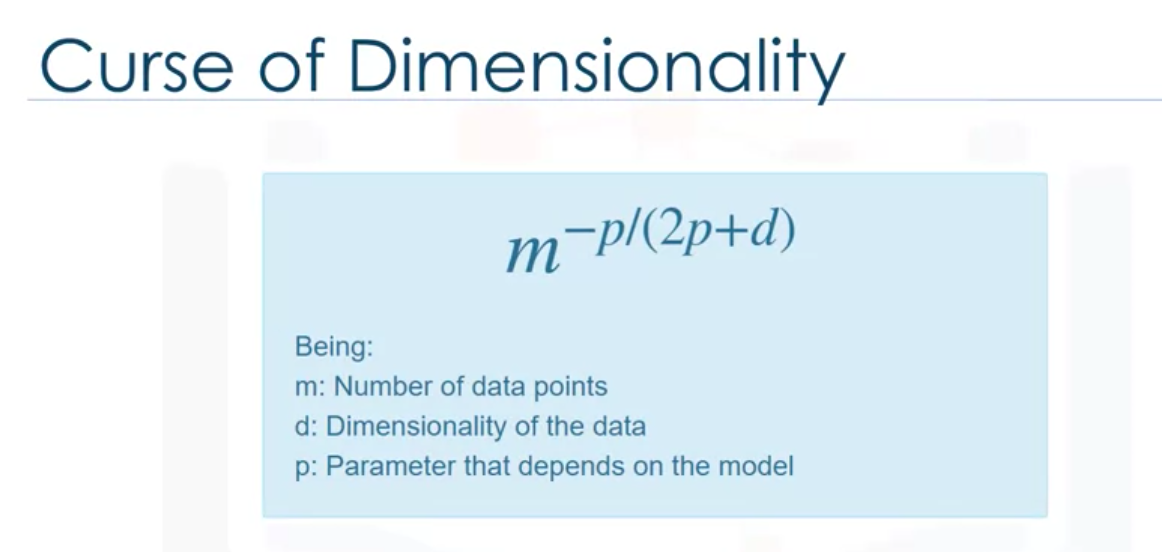 Curse of Dimensionality
m^{-p/(2p+d)}
Being:
m: Number of data points
d: Dimensionality of the data
p: Parameter that depends on the model